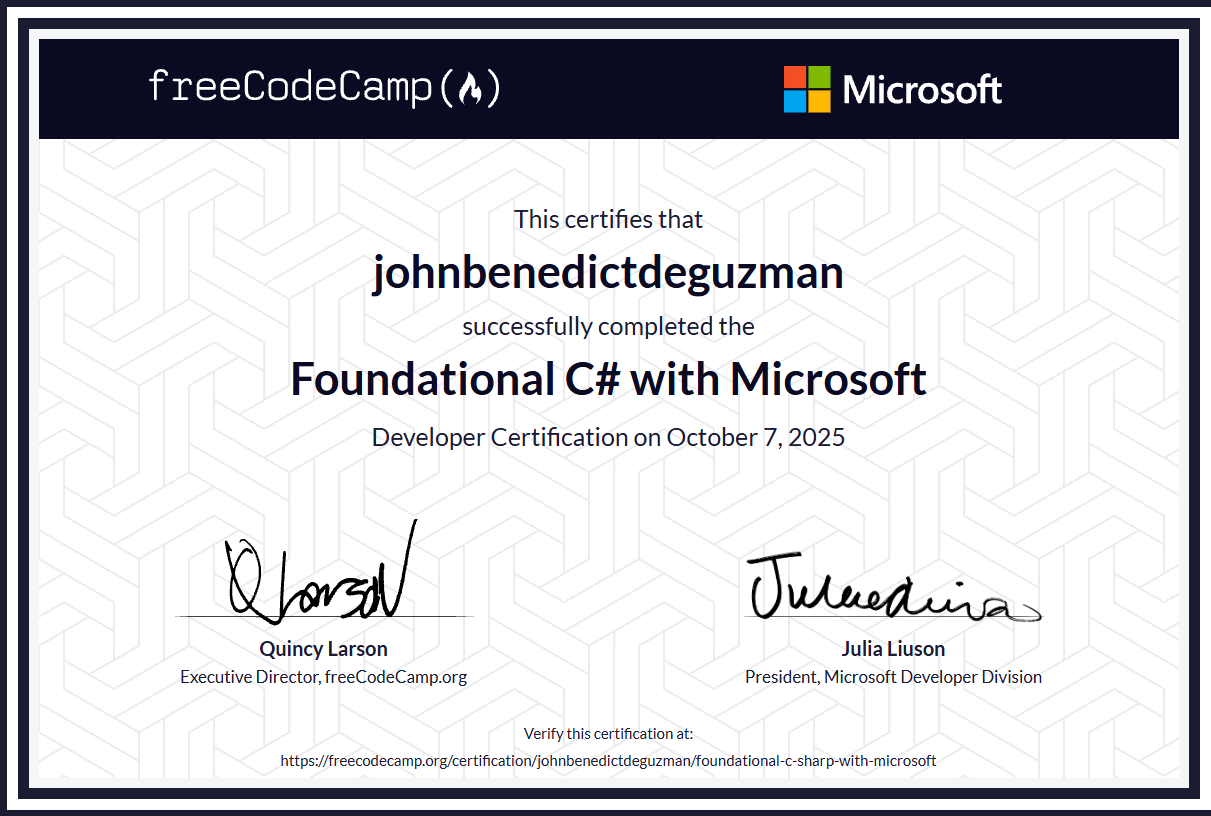 freeCodeCamp(🔥)
Microsoft
This certifies that
johnbenedictdeguzman
successfully completed the
Foundational C# with Microsoft
Developer Certification on October 7, 2025
Quincy Larson
Executive Director, freeCodeCamp.org
Julia Liuson
President, Microsoft Developer Division
Verify this certification at:
https://freecodecamp.org/certification/johnbenedictdeguzman/foundational-c-sharp-with-microsoft